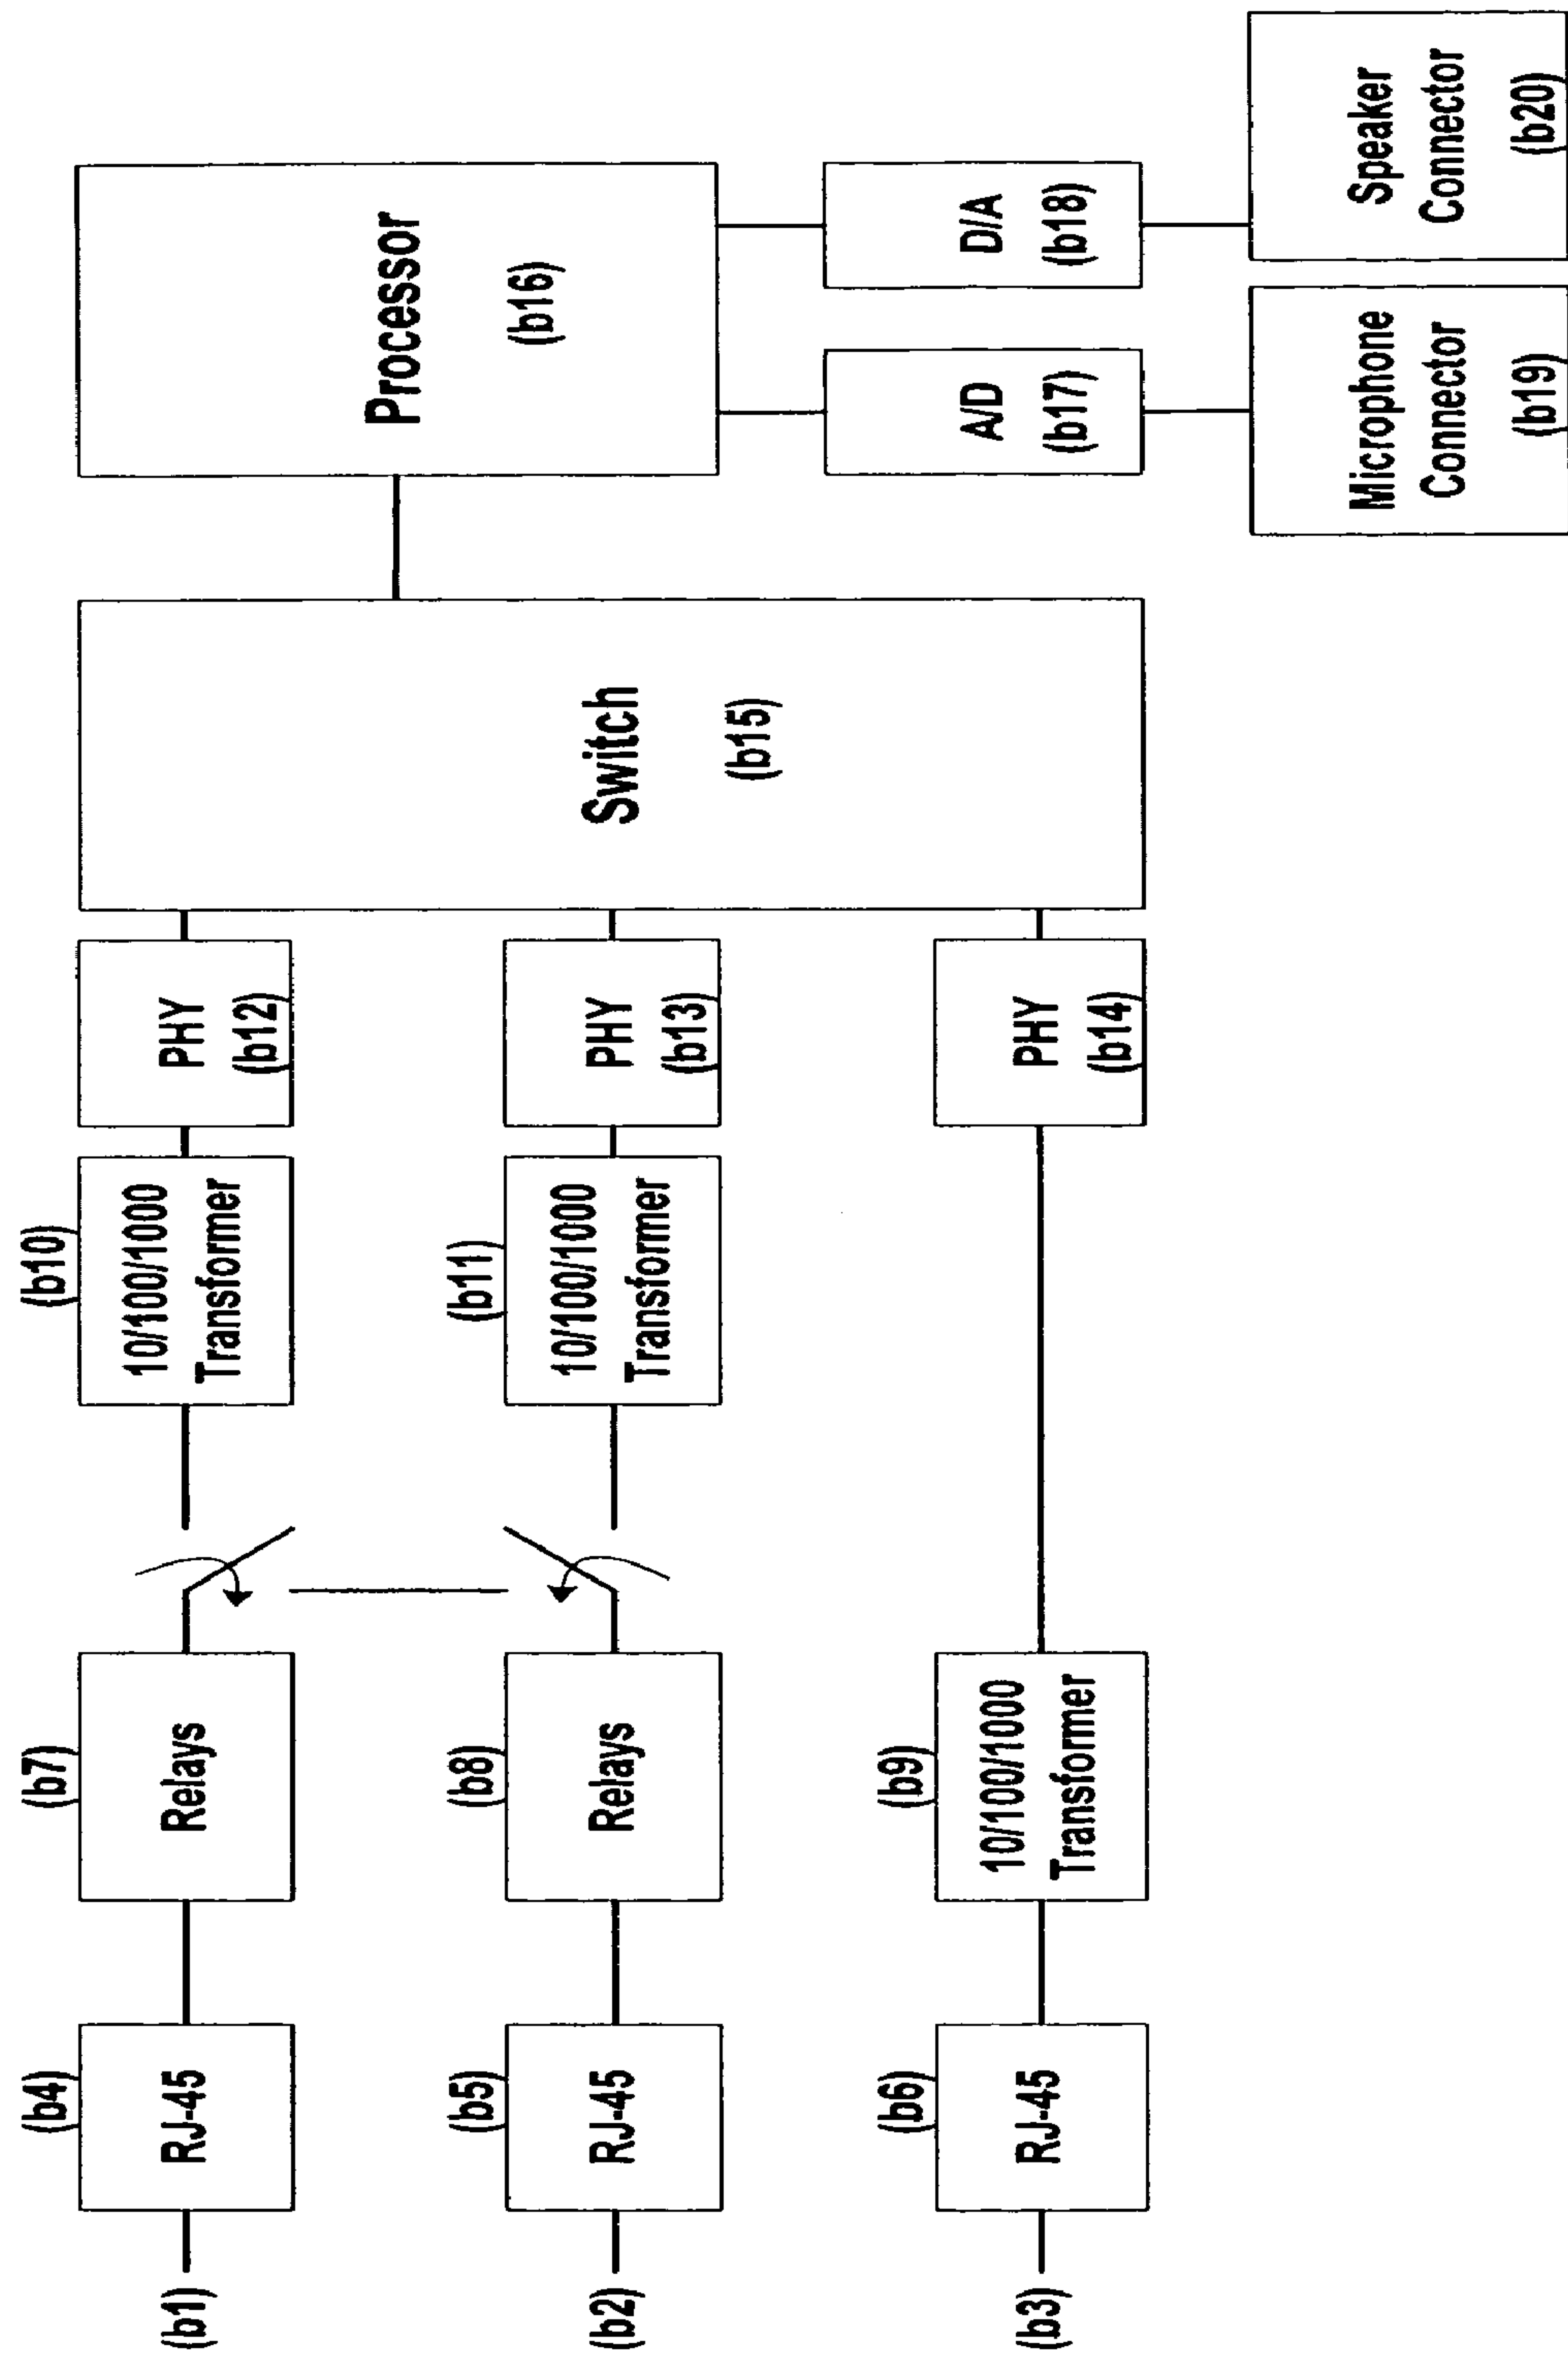 (b1)
(b4)
RJ-45
(b7)
Relays
(b10)
10/100/1000
Transformer
PHY
(b12)
(b2)
(b5)
RJ-45
(b8)
Relays
(b11)
10/100/1000
Transformer
PHY
(b13)
(b3)
(b6)
RJ-45
(b9)
10/100/1000
Transformer
PHY
(b14)
Switch
(b15)
Processor
(b16)
A/D
(b17)
D/A
(b18)
Microphone
Connector
(b19)
Speaker
Connector
(b20)